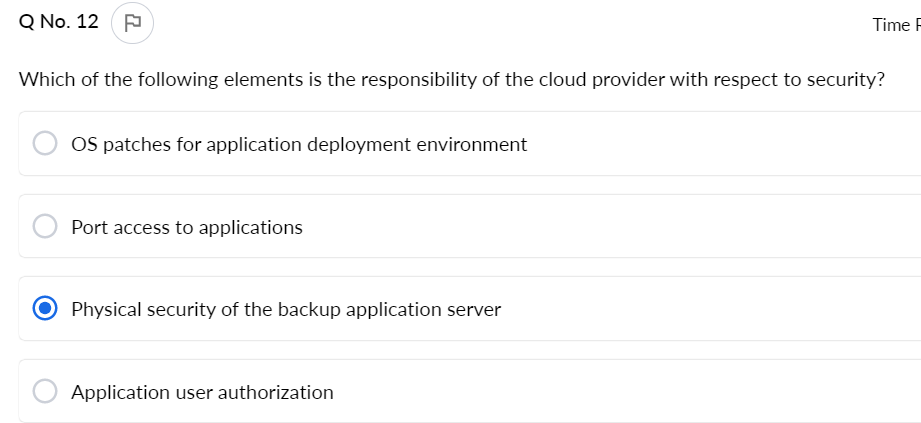 Q No. 12
Time
Which of the following elements is the responsibility of the cloud provider with respect to security?
OS patches for application deployment environment
Port access to applications
Physical security of the backup application server
Application user authorization